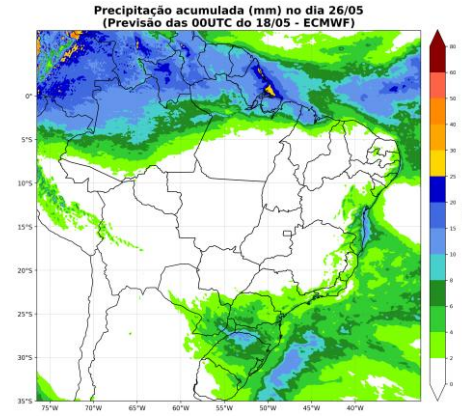 Precipitação acumulada (mm) no dia 26/05
(Previsão das 00UTC do 18/05 - ECMWF)
80
60
50
40
30
25
20
15
10
8
6
4
2
0
0°
5°S
10°S
15°S
20°S
25°S
30°S
35°S
75°W
70°W
65°W
60°W
55°W
50°W
45°W
40°W